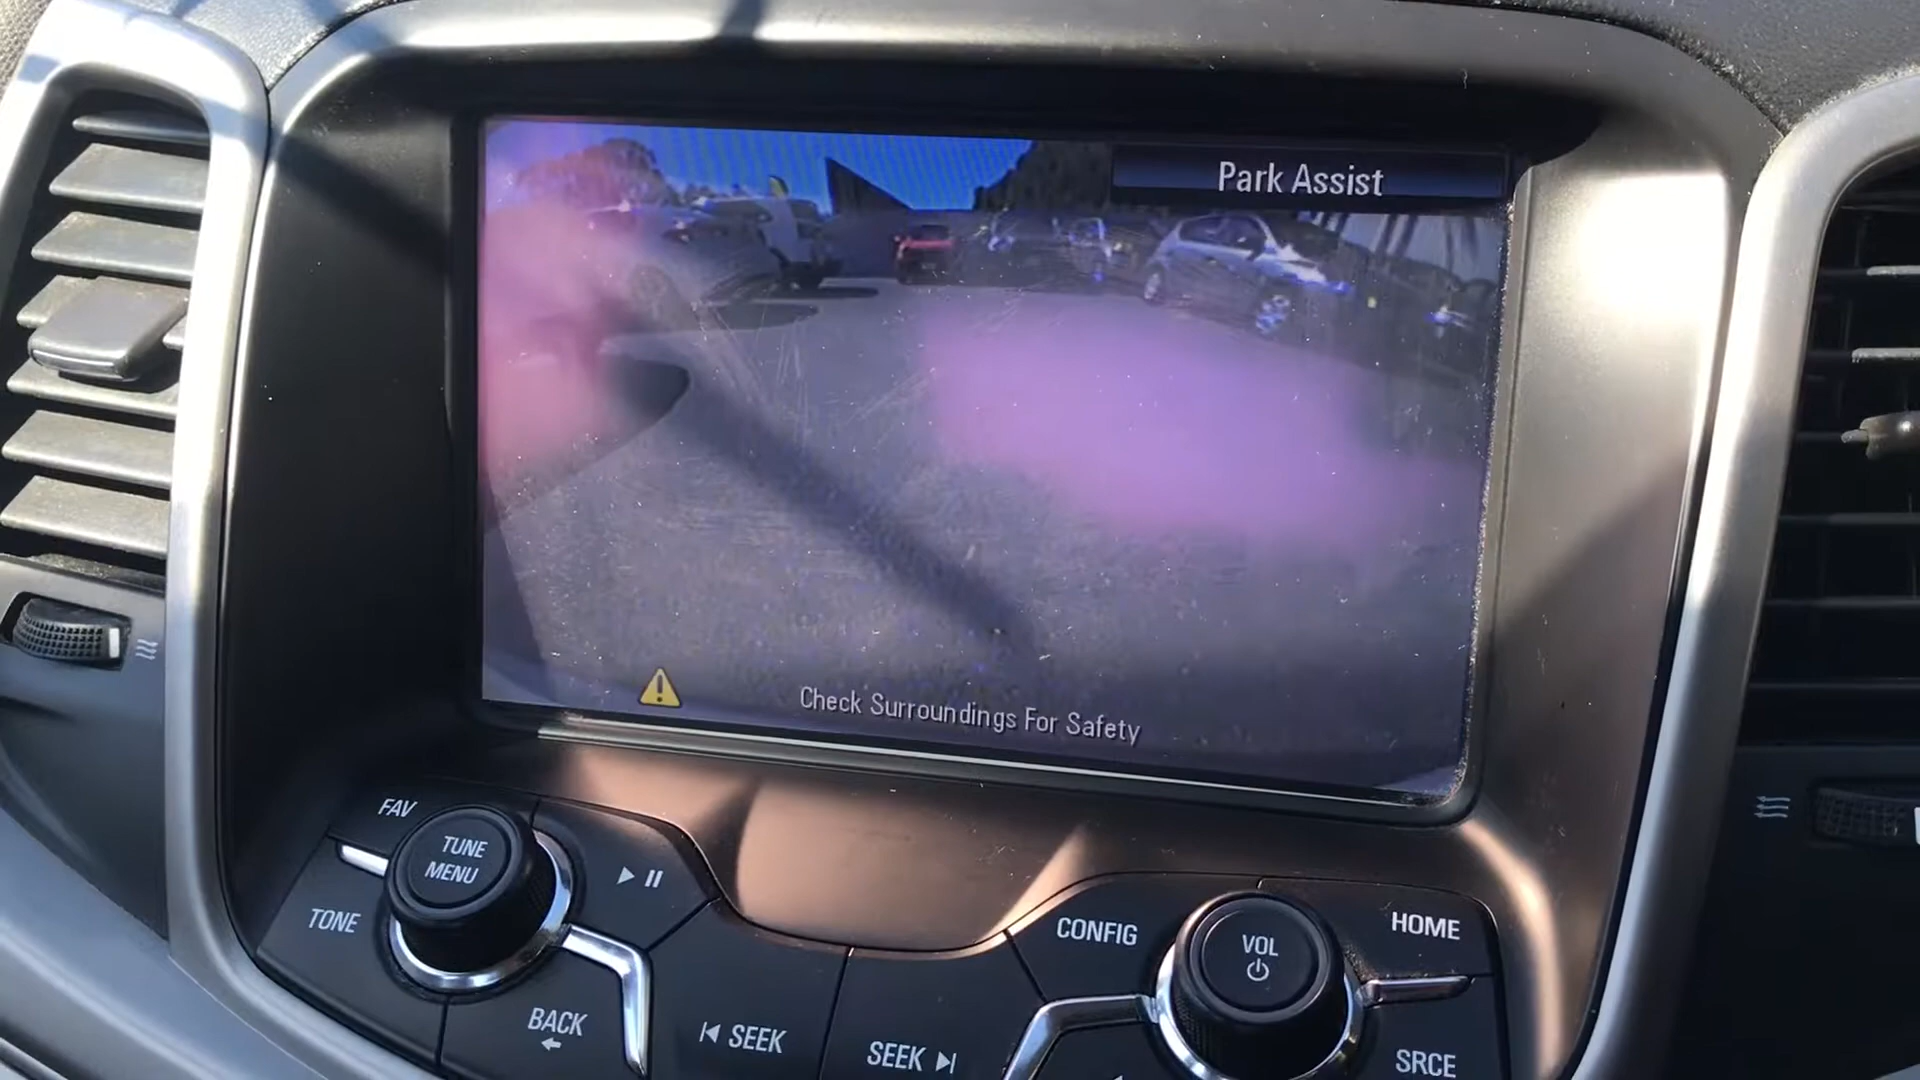 Park Assist
Check Surroundings For Safety
FAV
TUNE
MENU
TONE
BACK
SEEK
SEEK
CONFIG
VOL
HOME
SRCE